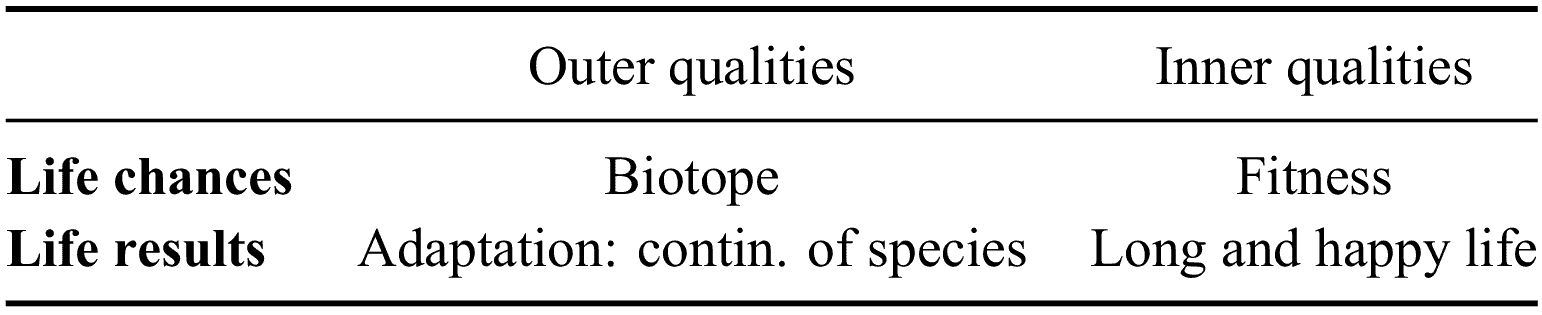 Outer qualities Inner qualities
Life chances Biotope Fitness
Life results Adaptation: contin. of species Long and happy life